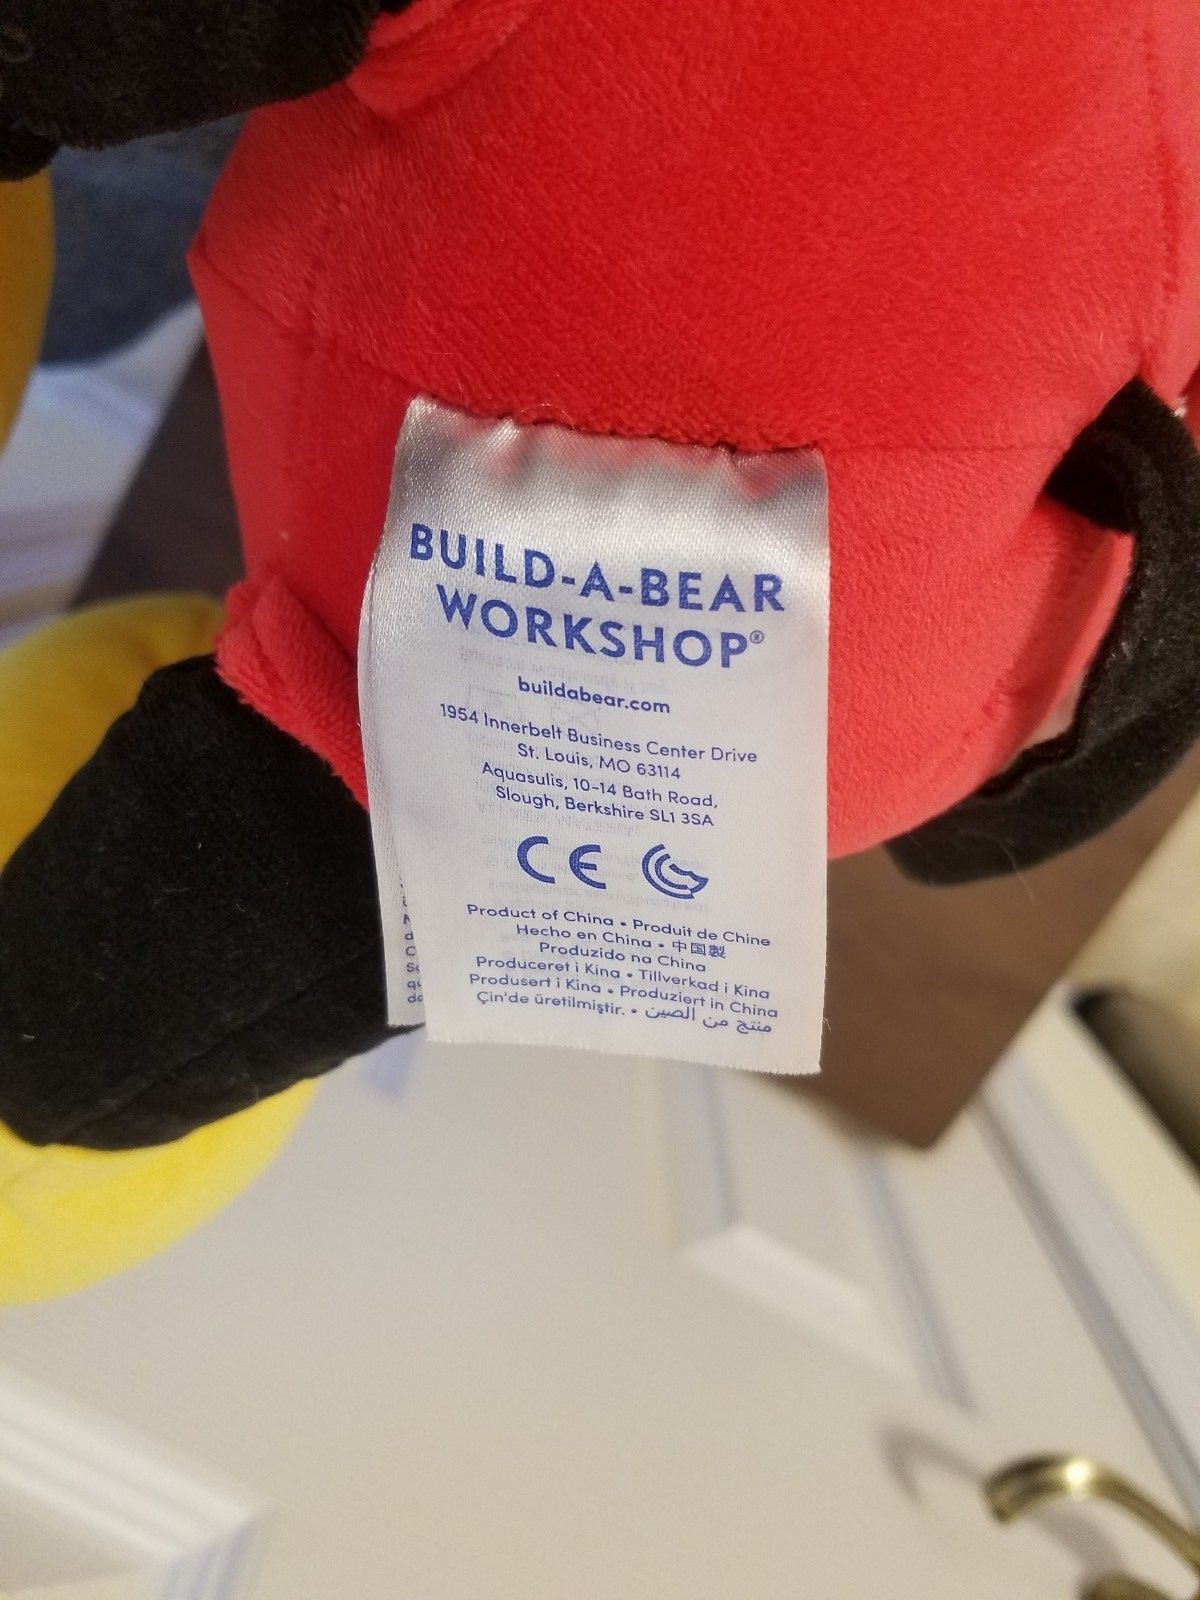 BUILD-A-BEAR
WORKSHOP®
buildabear.com
1954 Innerbelt Business Center Drive
St. Louis, MO 63114
Aquasulis, 10-14 Bath Road,
Slough, Berkshire SL1 3SA
CE
Product of China • Produit de Chine
Hecho en China • 中国製
Produzido na China
Produceret i Kina • Tillverkad i Kina
Produsert i Kina • Produziert in China
Çin'de üretilmiştir. • منتج من الصين